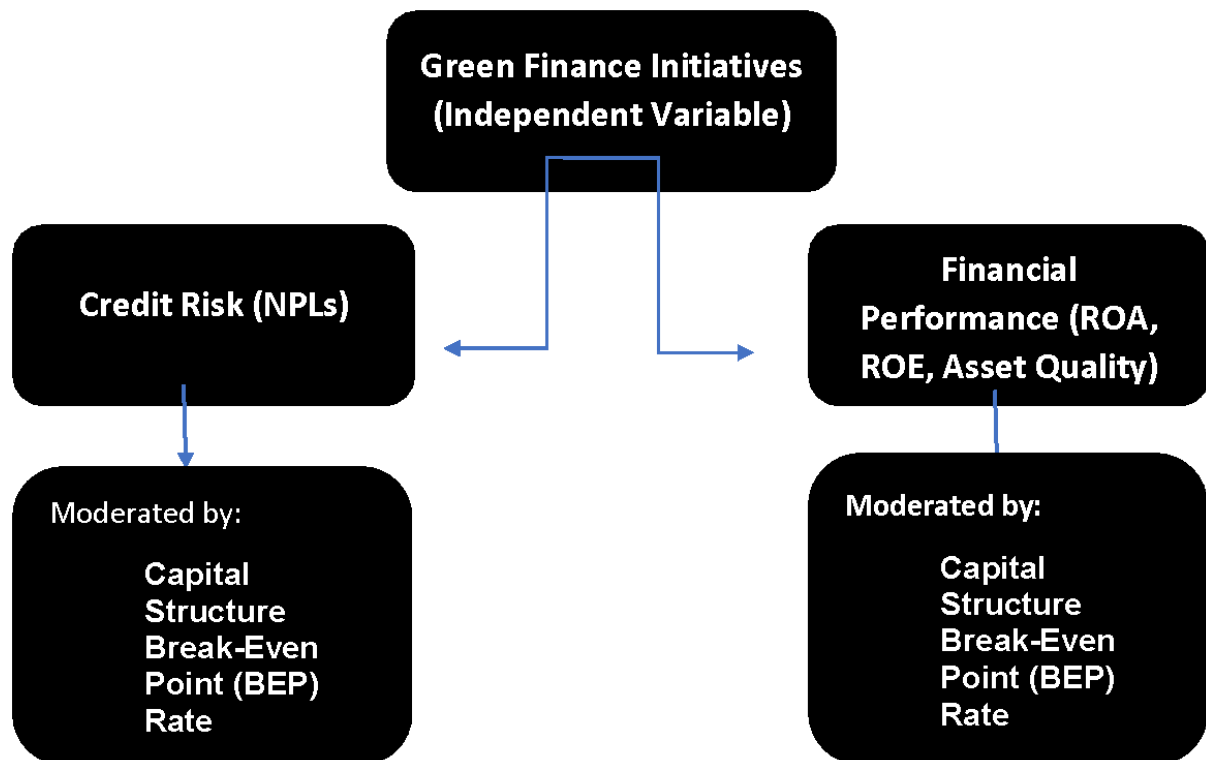 Green Finance Initiatives
(Independent Variable)
Credit Risk (NPLs)
Financial
Performance (ROA,
ROE, Asset Quality)
Moderated by:
Capital
Structure
Break-Even
Point (BEP)
Rate
Moderated by:
Capital
Structure
Break-Even
Point (BEP)
Rate